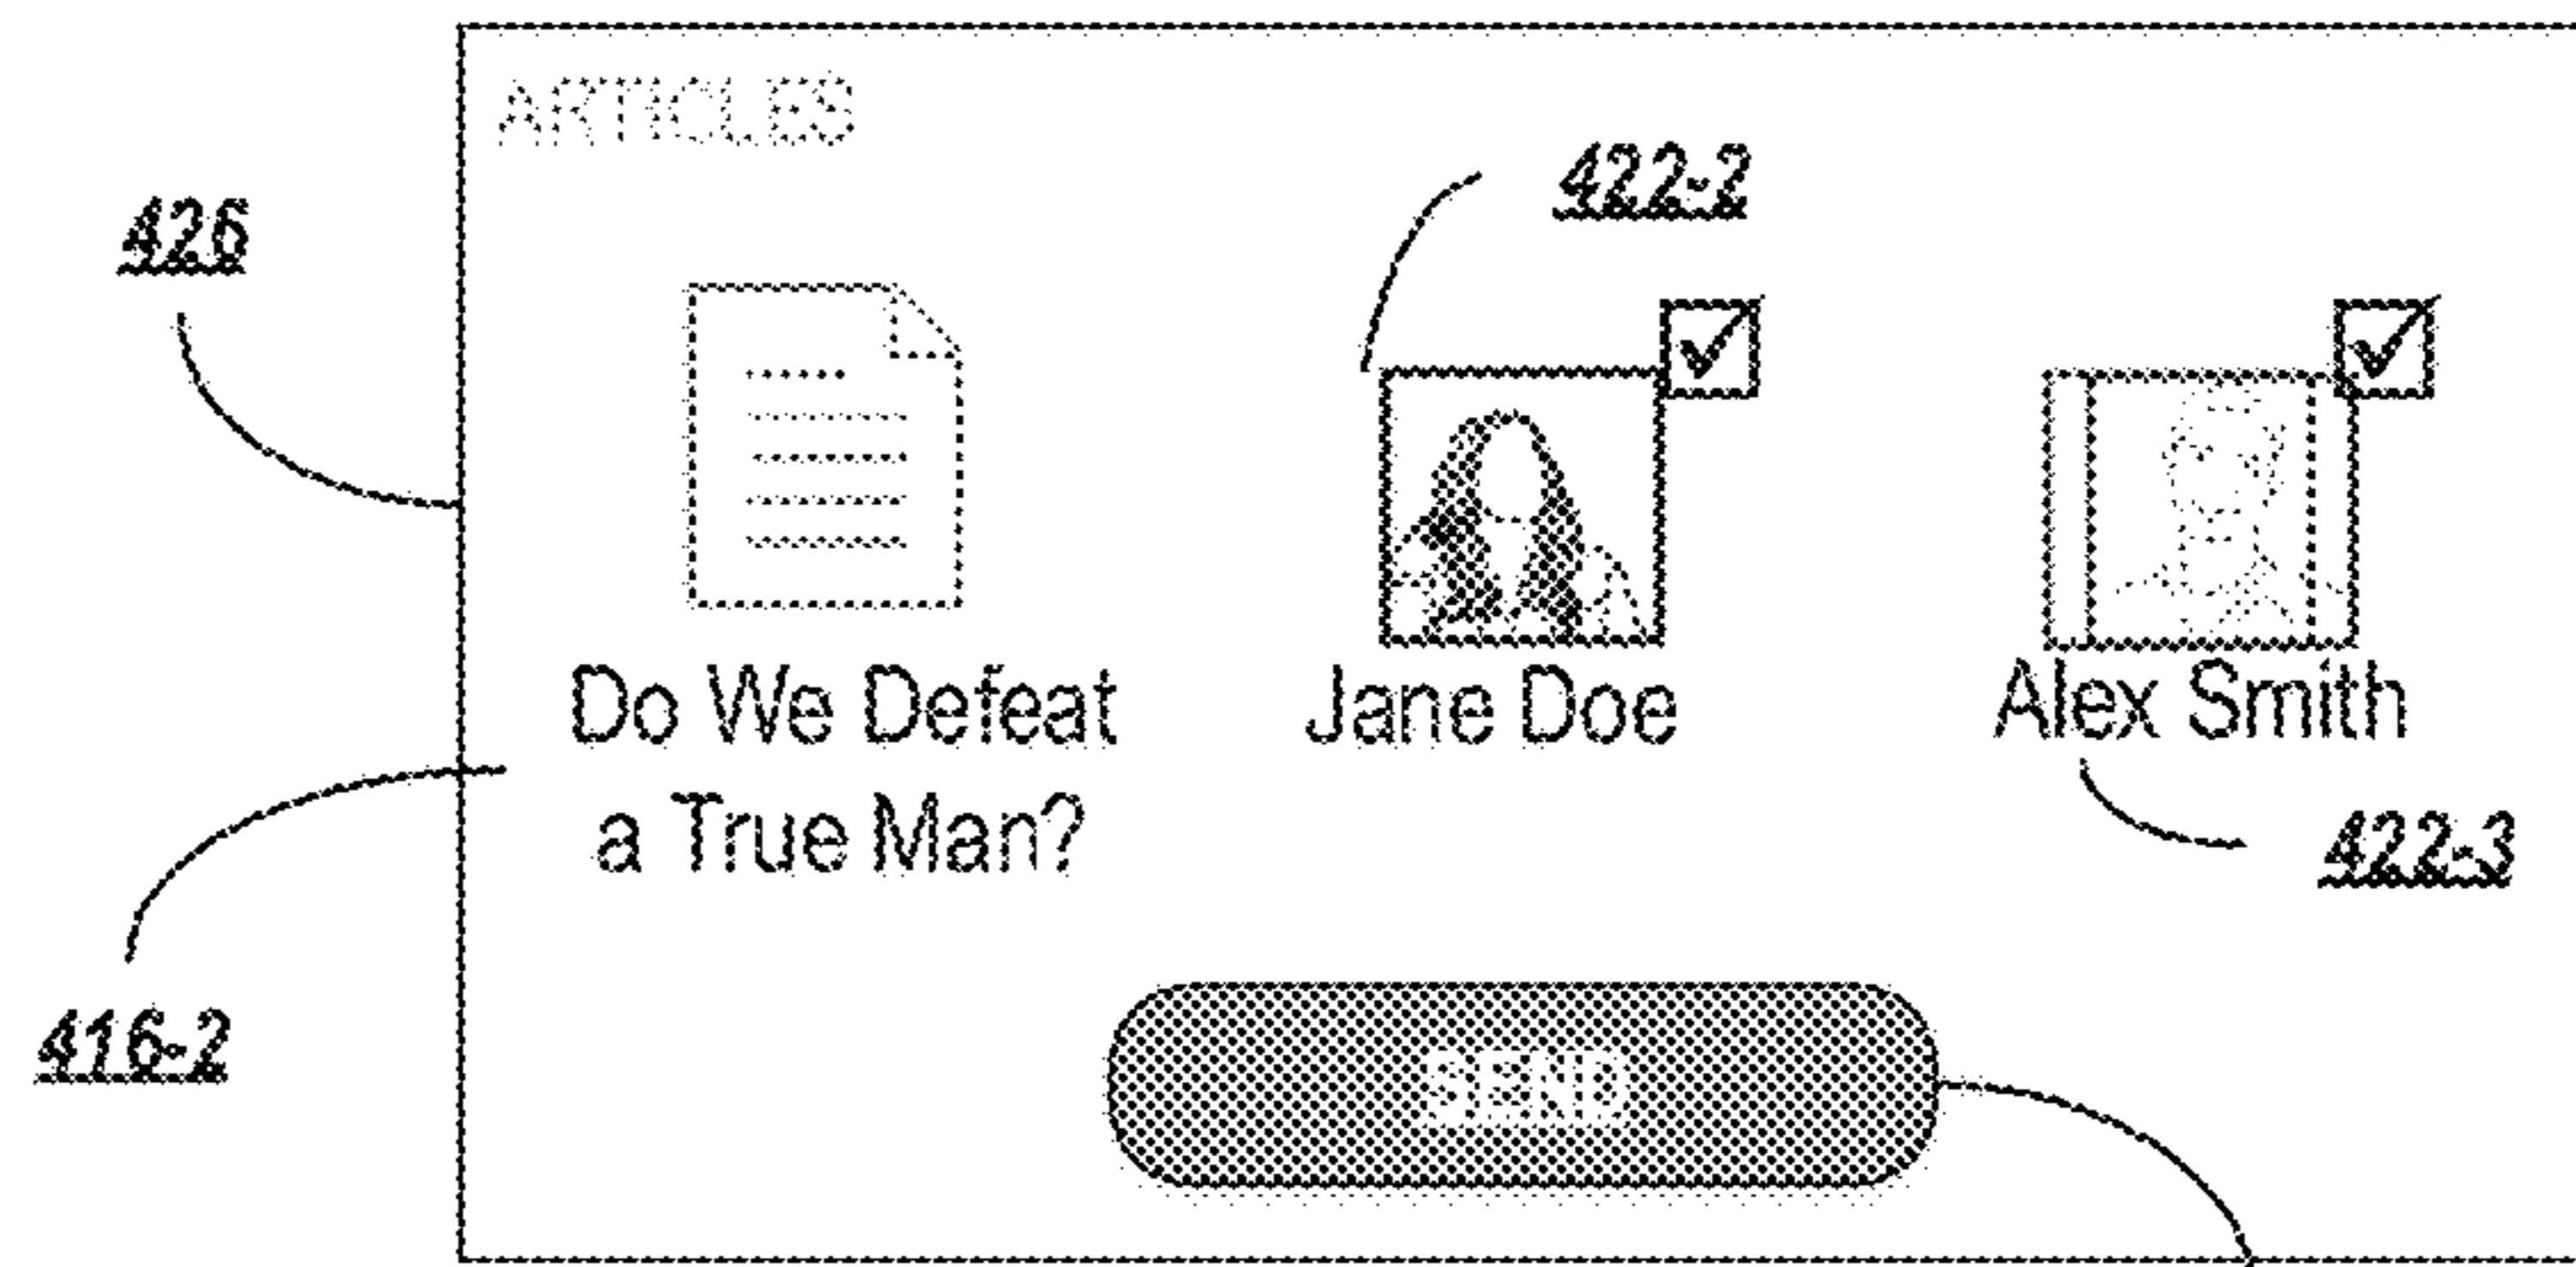 ARTICLES
426
422-2
Do We Defeat
a True Man?
Jane Doe
Alex Smith
422-3
416-2
SEND